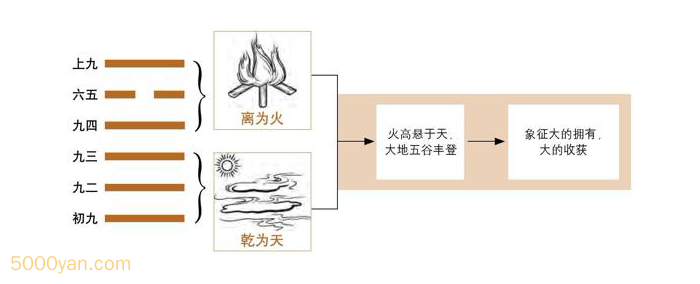 上九
六五
九四
九三
九二
初九
离为火
乾为天
火高悬于天，
大地五谷丰登
象征大的拥有，
大的收获
5000yan.com